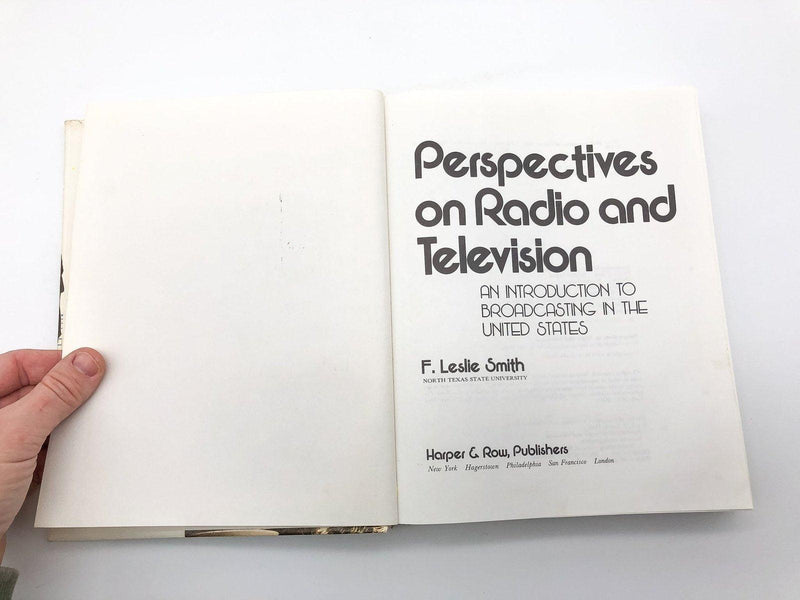 Perspectives
on Radio and
Television
AN INTRODUCTION TO
BROADCASTING IN THE
UNITED STATES
F. Leslie Smith
NORTH TEXAS STATE UNIVERSITY
Harper & Row, Publishers
New York Hagerstown Philadelphia San Francisco London